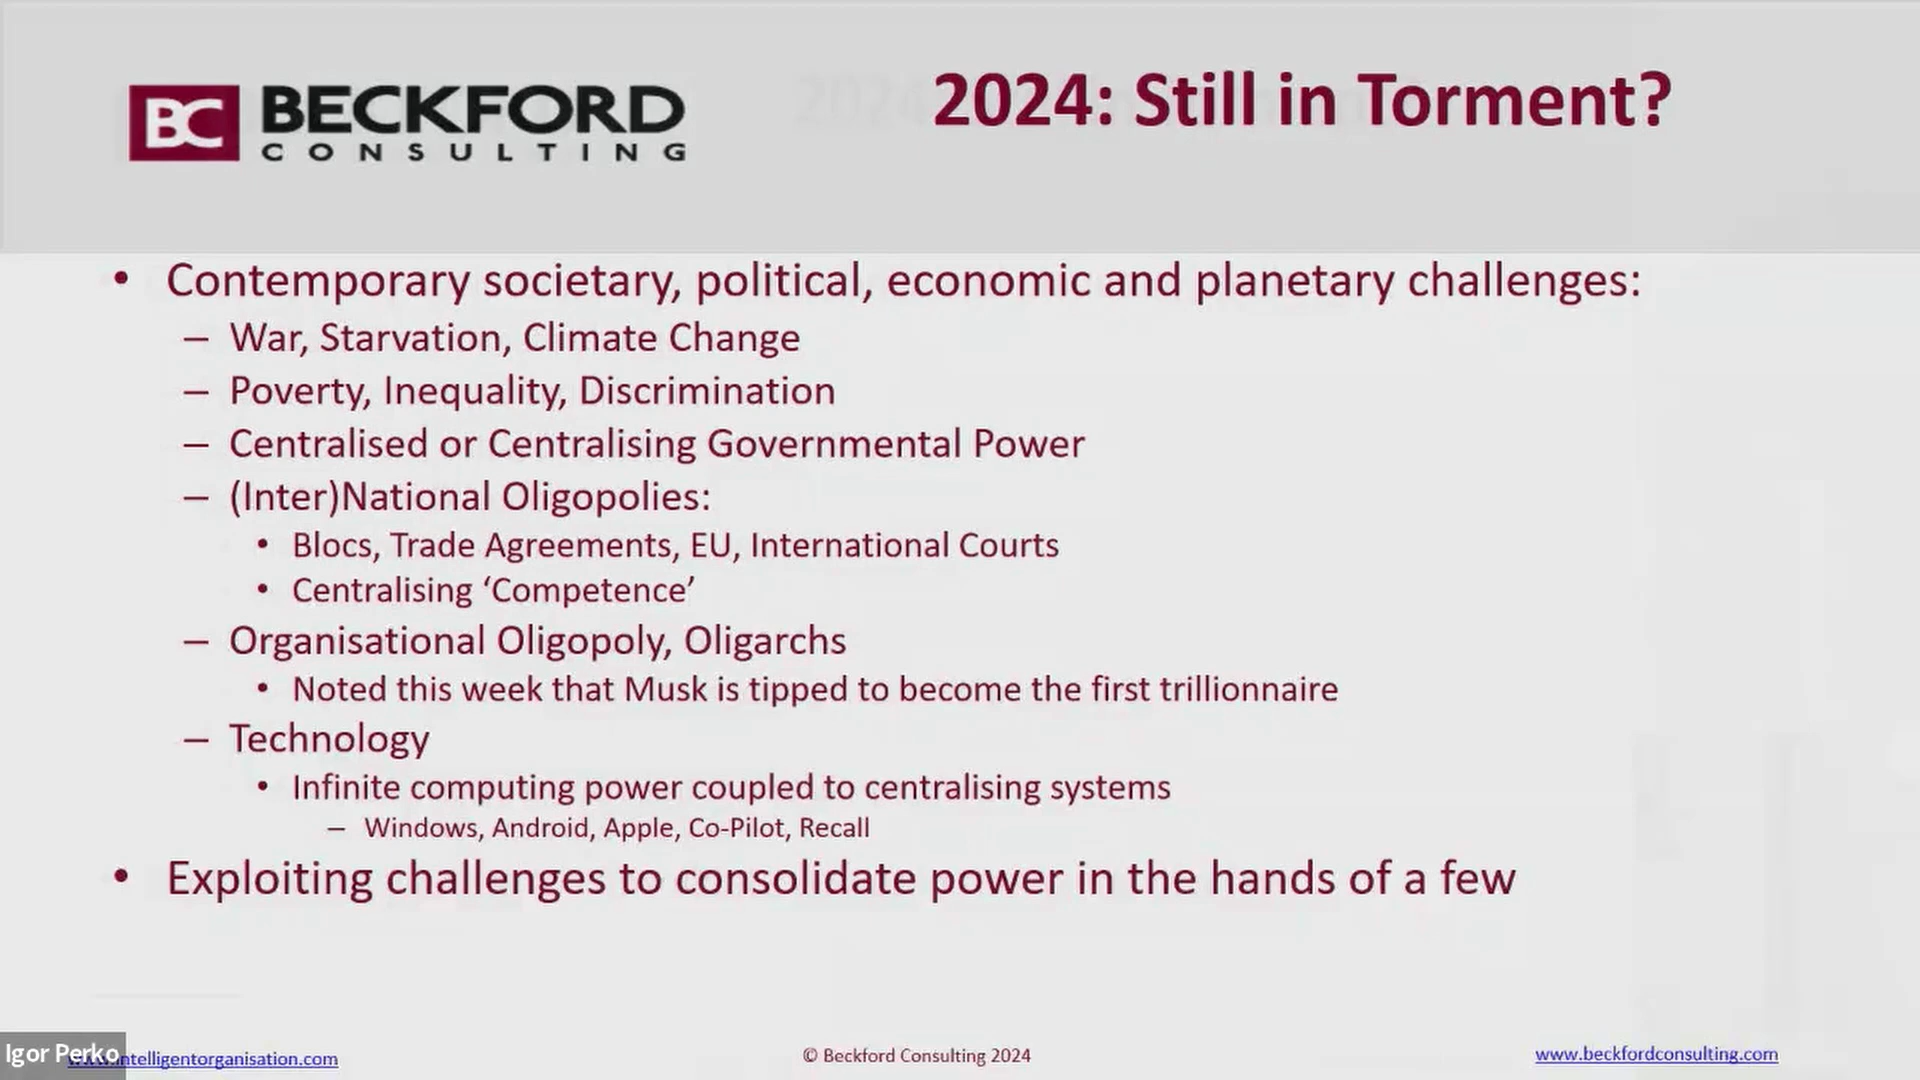 BC BECKFORD
CONSULTING
2024: Still in Torment?
• Contemporary societary, political, economic and planetary challenges:
– War, Starvation, Climate Change
– Poverty, Inequality, Discrimination
– Centralised or Centralising Governmental Power
– (Inter)National Oligopolies:
• Blocs, Trade Agreements, EU, International Courts
• Centralising ‘Competence’
– Organisational Oligopoly, Oligarchs
• Noted this week that Musk is tipped to become the first trillionnaire
– Technology
• Infinite computing power coupled to centralising systems
– Windows, Android, Apple, Co-Pilot, Recall
• Exploiting challenges to consolidate power in the hands of a few
Igor Perko
www.intelligentorganisation.com
© Beckford Consulting 2024
www.beckfordconsulting.com